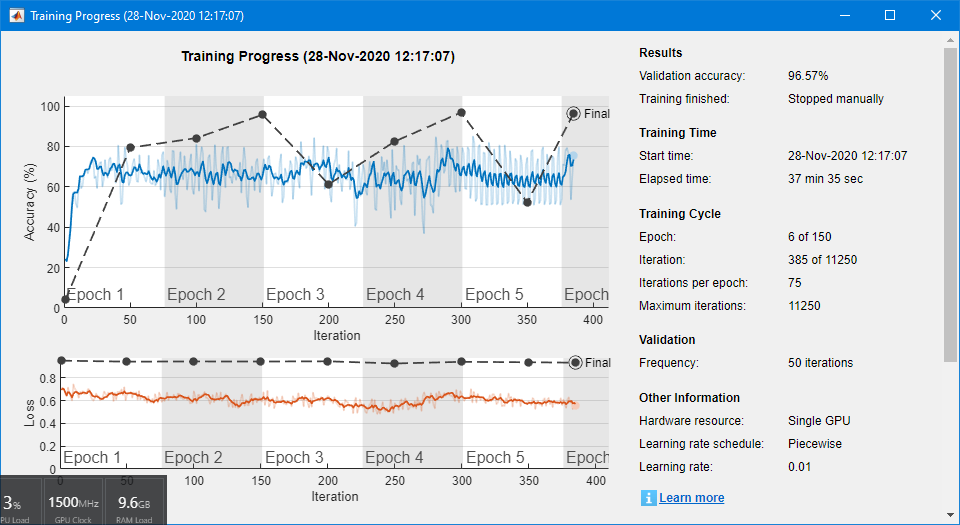 Training Progress (28-Nov-2020 12:17:07)
Training Progress (28-Nov-2020 12:17:07)
Accuracy (%)
100
80
60
40
20
0
Final
Epoch 1 Epoch 2 Epoch 3 Epoch 4 Epoch 5 Epoch
0 50 100 150 200 250 300 350 400
Iteration
Loss
0.8
0.6
0.4
0.2
0
Final
Epoch 1 Epoch 2 Epoch 3 Epoch 4 Epoch 5 Epoch
50 100 150 200 250 300 350 400
Iteration
3%
PU Load
1500MHz
GPU Clock
9.6GB
RAM Load
Results
Validation accuracy: 96.57%
Training finished: Stopped manually
Training Time
Start time: 28-Nov-2020 12:17:07
Elapsed time: 37 min 35 sec
Training Cycle
Epoch: 6 of 150
Iteration: 385 of 11250
Iterations per epoch: 75
Maximum iterations: 11250
Validation
Frequency: 50 iterations
Other Information
Hardware resource: Single GPU
Learning rate schedule: Piecewise
Learning rate: 0.01
Learn more